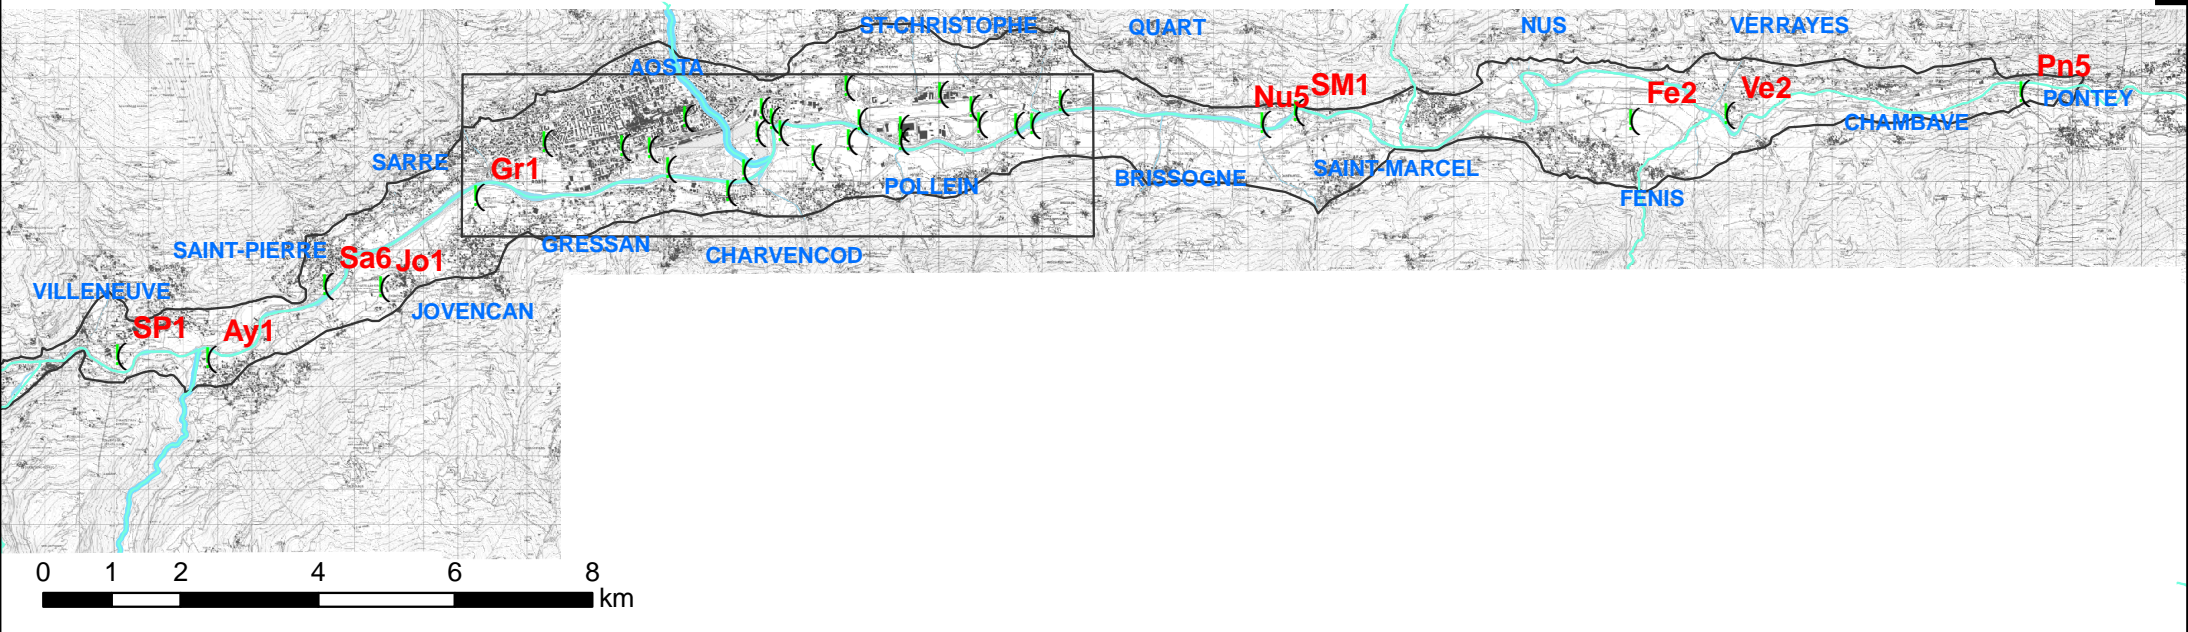 ST-CHRISTOPHE
QUART
NUS
VERRAYES
AOSTA
Pn5
Nu5
SM1
Fe2
Ve2
PONTEY
CHAMBAVE
SARRE
Gr1
POLLEIN
BRISSOGNE
SAINT-MARCEL
FENIS
SAINT-PIERRE
GRESSAN
CHARVENCOD
Sa6
Jo1
VILLENEUVE
JOVENCAN
SP1
Ay1
0 1 2 4 6 8
km